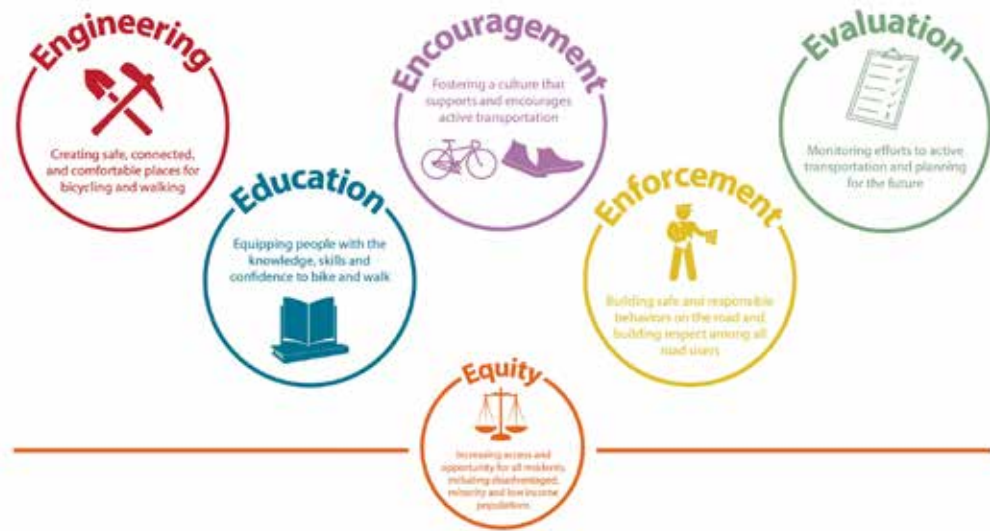 Engineering
Creating safe, connected,
and comfortable places for
bicycling and walking
Education
Equipping people with the
knowledge, skills and
confidence to bike and walk
Encouragement
Fostering a culture that
supports and encourages
active transportation
Enforcement
Building safe and responsible
behaviors on the road and
building respect among all
road users
Evaluation
Monitoring efforts to active
transportation and planning
for the future
Equity
Increasing access and
opportunity for all residents,
including disadvantaged,
minority and low income
populations